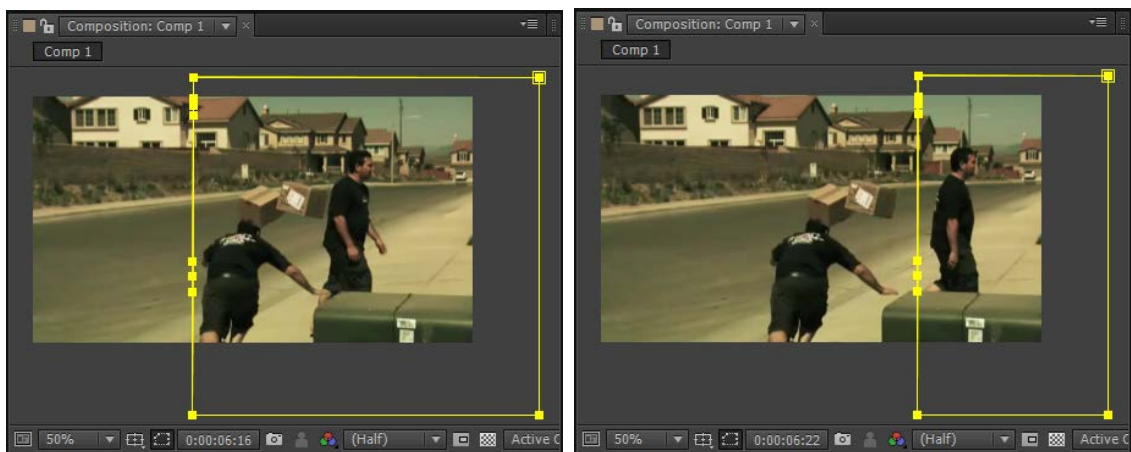 Composition: Comp 1
Comp 1
50%
0:00:06:16
(Half)
Active C
Composition: Comp 1
Comp 1
50%
0:00:06:22
(Half)
Active C